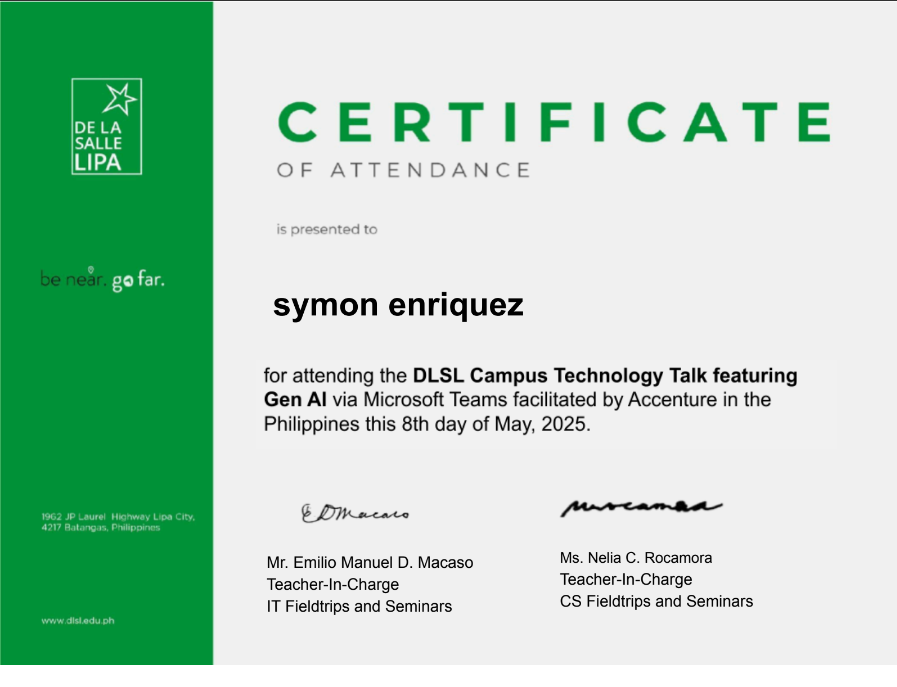 DE LA
SALLE
LIPA
be near. go far.
1962 JP Laurel Highway Lipa City,
4217 Batangas, Philippines
www.dlsl.edu.ph
CERTIFICATE
OF ATTENDANCE
is presented to
symon enriquez
for attending the DLSL Campus Technology Talk featuring
Gen AI via Microsoft Teams facilitated by Accenture in the
Philippines this 8th day of May, 2025.
EDMacaso
Mr. Emilio Manuel D. Macaso
Teacher-In-Charge
IT Fieldtrips and Seminars
Ms. Nelia C. Rocamora
Teacher-In-Charge
CS Fieldtrips and Seminars